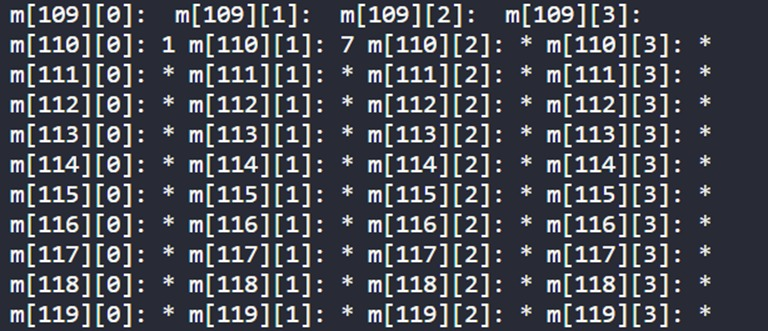 m[109][0]:  m[109][1]:  m[109][2]:  m[109][3]:
m[110][0]: 1 m[110][1]: 7 m[110][2]: * m[110][3]: *
m[111][0]: * m[111][1]: * m[111][2]: * m[111][3]: *
m[112][0]: * m[112][1]: * m[112][2]: * m[112][3]: *
m[113][0]: * m[113][1]: * m[113][2]: * m[113][3]: *
m[114][0]: * m[114][1]: * m[114][2]: * m[114][3]: *
m[115][0]: * m[115][1]: * m[115][2]: * m[115][3]: *
m[116][0]: * m[116][1]: * m[116][2]: * m[116][3]: *
m[117][0]: * m[117][1]: * m[117][2]: * m[117][3]: *
m[118][0]: * m[118][1]: * m[118][2]: * m[118][3]: *
m[119][0]: * m[119][1]: * m[119][2]: * m[119][3]: *